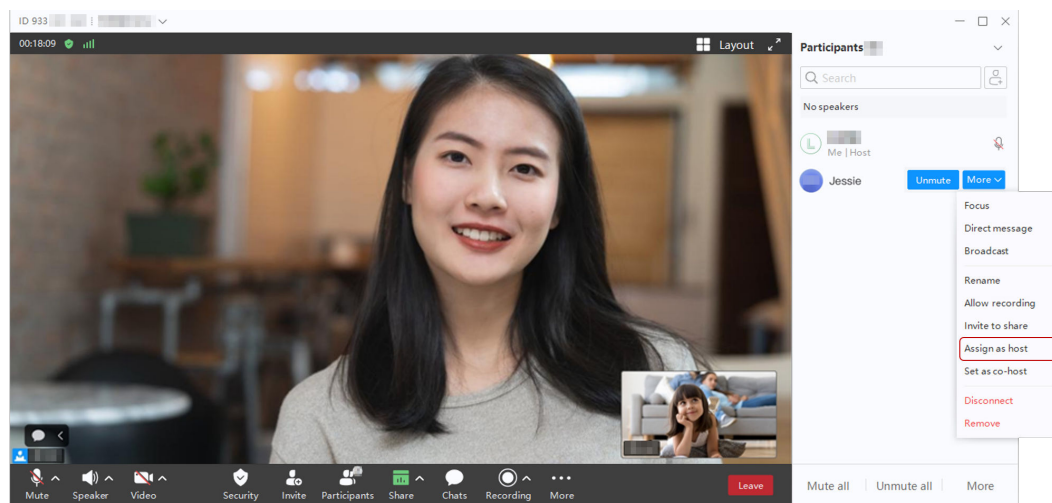 ID 933
00:18:09
Layout
Participants
Search
No speakers
L
Me | Host
Jessie
Unmute
More
Focus
Direct message
Broadcast
Rename
Allow recording
Invite to share
Assign as host
Set as co-host
Disconnect
Remove
Mute
Speaker
Video
Security
Invite
Participants
Share
Chats
Recording
More
Leave
Mute all
Unmute all
More